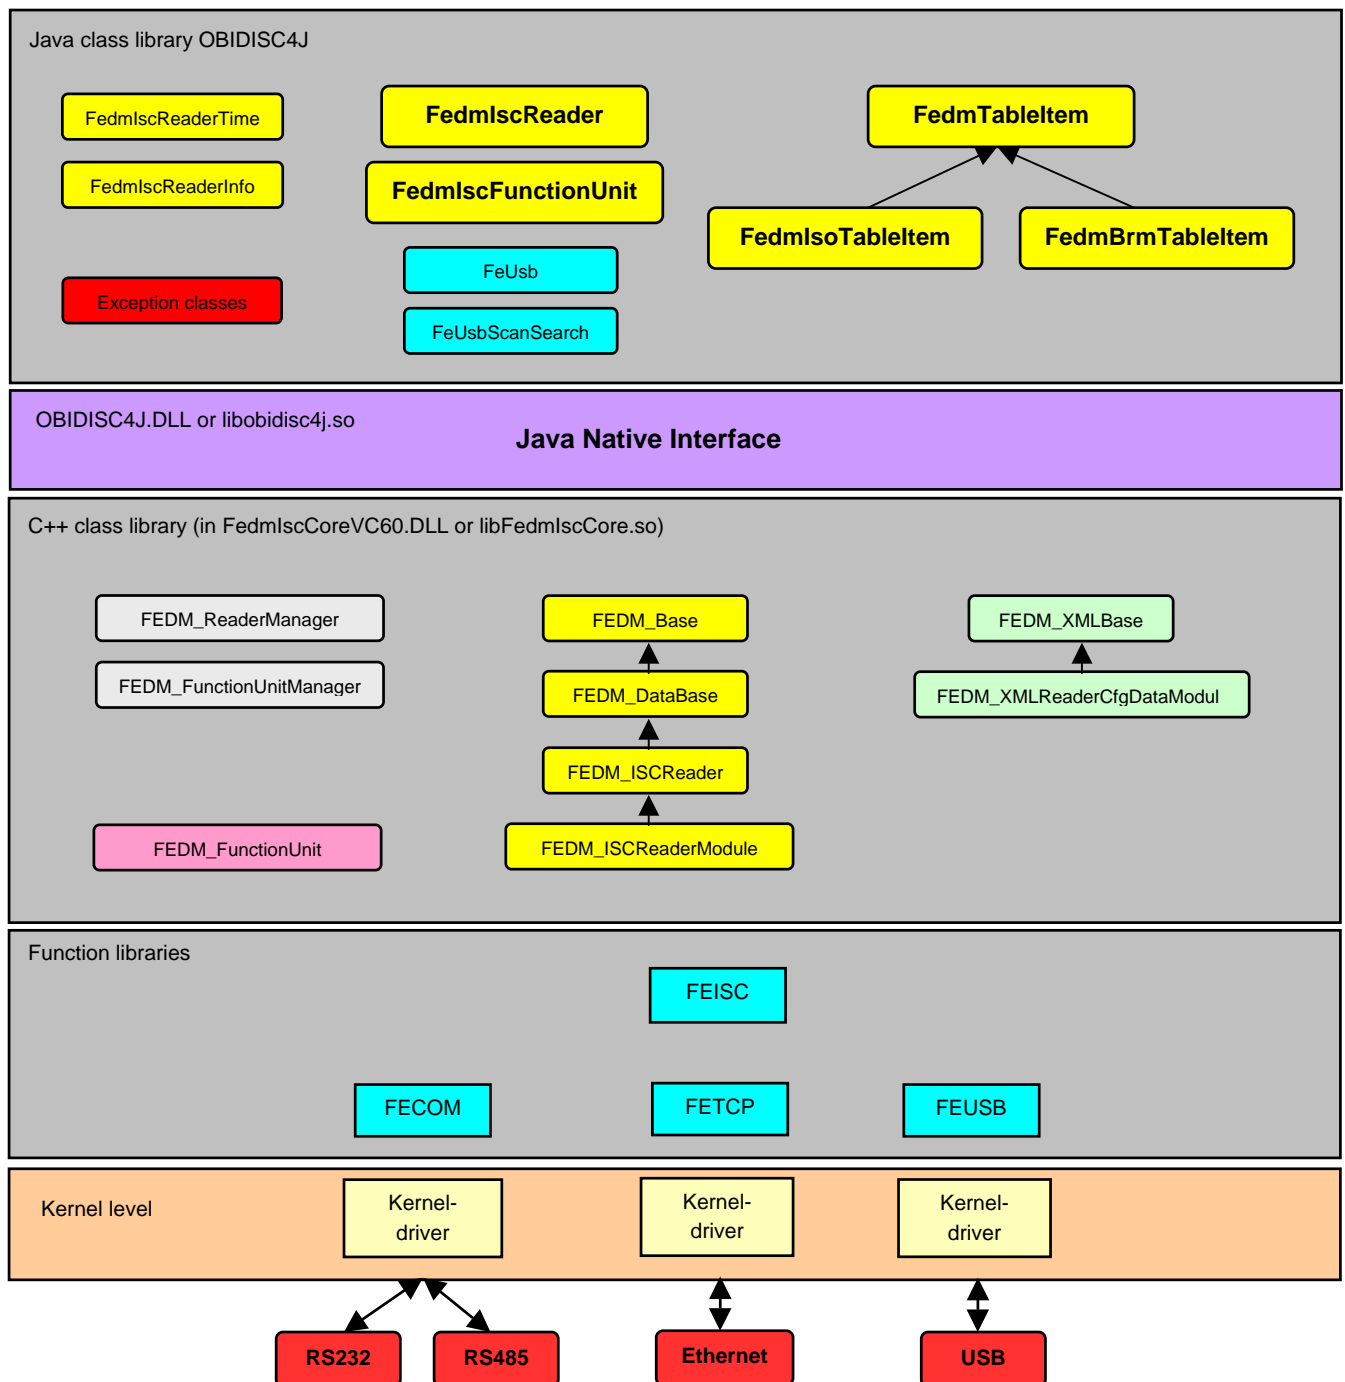 Java class library OBIDISC4J
FedmIscReaderTime
FedmIscReader
FedmTableItem
FedmIscReaderInfo
FedmIscFunctionUnit
FedmIsoTableItem
FedmBrmTableItem
FeUsb
Exception classes
FeUsbScanSearch
OBIDISC4J.DLL or libobidisc4j.so
Java Native Interface
C++ class library (in FedmIscCoreVC60.DLL or libFedmIscCore.so)
FEDM_ReaderManager
FEDM_Base
FEDM_XMLBase
FEDM_FunctionUnitManager
FEDM_DataBase
FEDM_XMLReaderCfgDataModul
FEDM_ISCReader
FEDM_FunctionUnit
FEDM_ISCReaderModule
Function libraries
FEISC
FECOM
FETCP
FEUSB
Kernel level
Kernel-
driver
Kernel-
driver
Kernel-
driver
RS232
RS485
Ethernet
USB